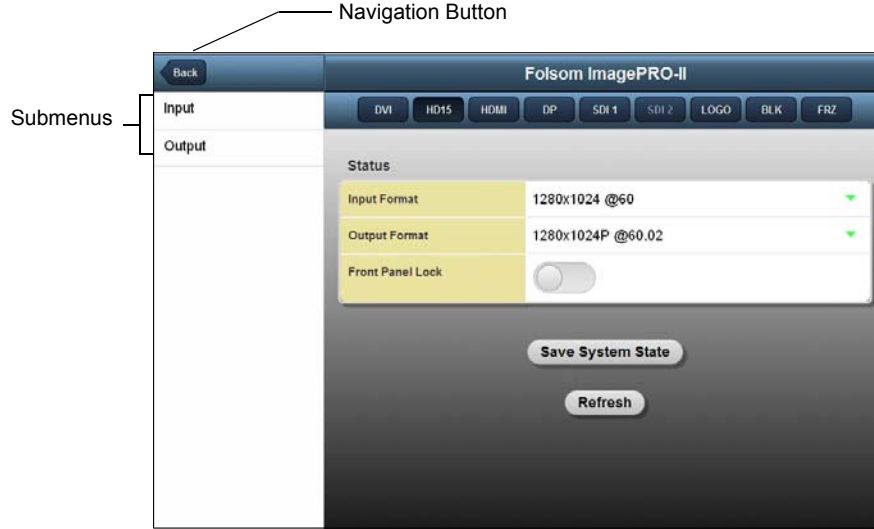 Navigation Button
Back
Folsom ImagePRO-II
Submenus
Input
Output
DVI HD15 HDMI DP SDI 1 SDI 2 LOGO BLK FRZ
Status
Input Format 1280x1024 @60
Output Format 1280x1024P @60.02
Front Panel Lock
Save System State
Refresh